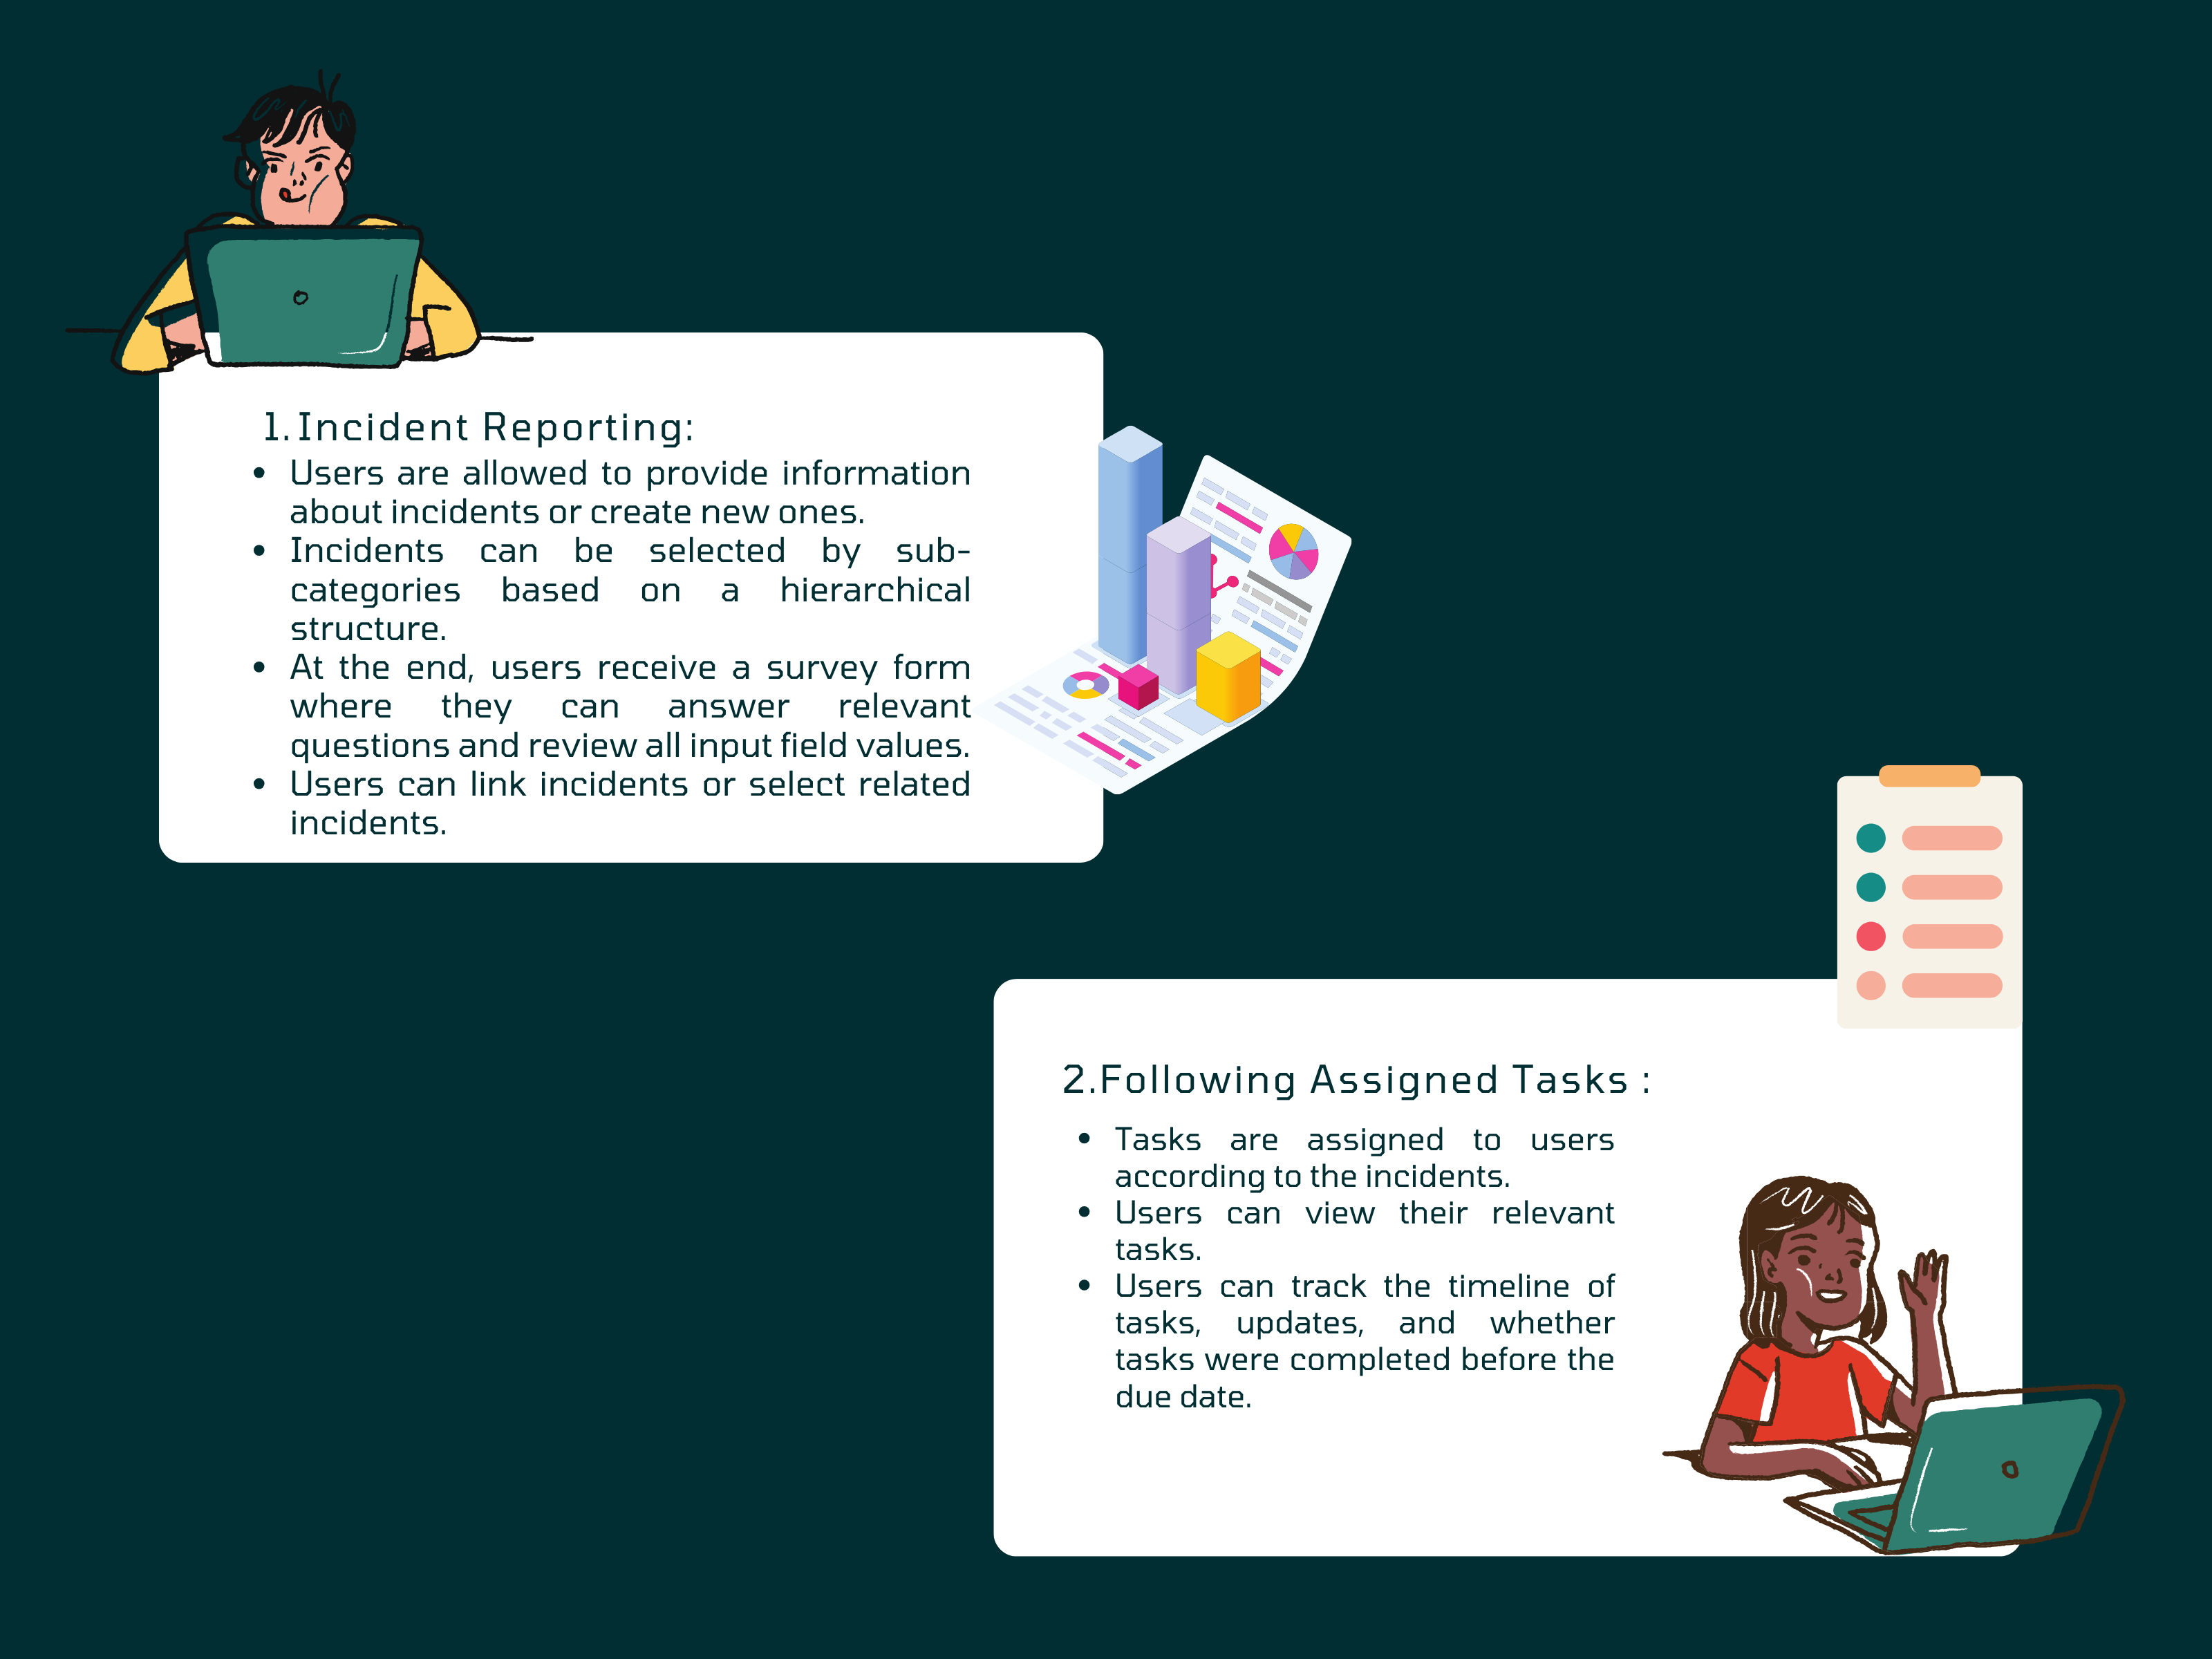 1. Incident Reporting:
• Users are allowed to provide information
about incidents or create new ones.
• Incidents can be selected by sub-
categories based on a hierarchical
structure.
• At the end, users receive a survey form
where they can answer relevant
questions and review all input field values.
• Users can link incidents or select related
incidents.
2.Following Assigned Tasks :
• Tasks are assigned to users
according to the incidents.
• Users can view their relevant
tasks.
• Users can track the timeline of
tasks, updates, and whether
tasks were completed before the
due date.